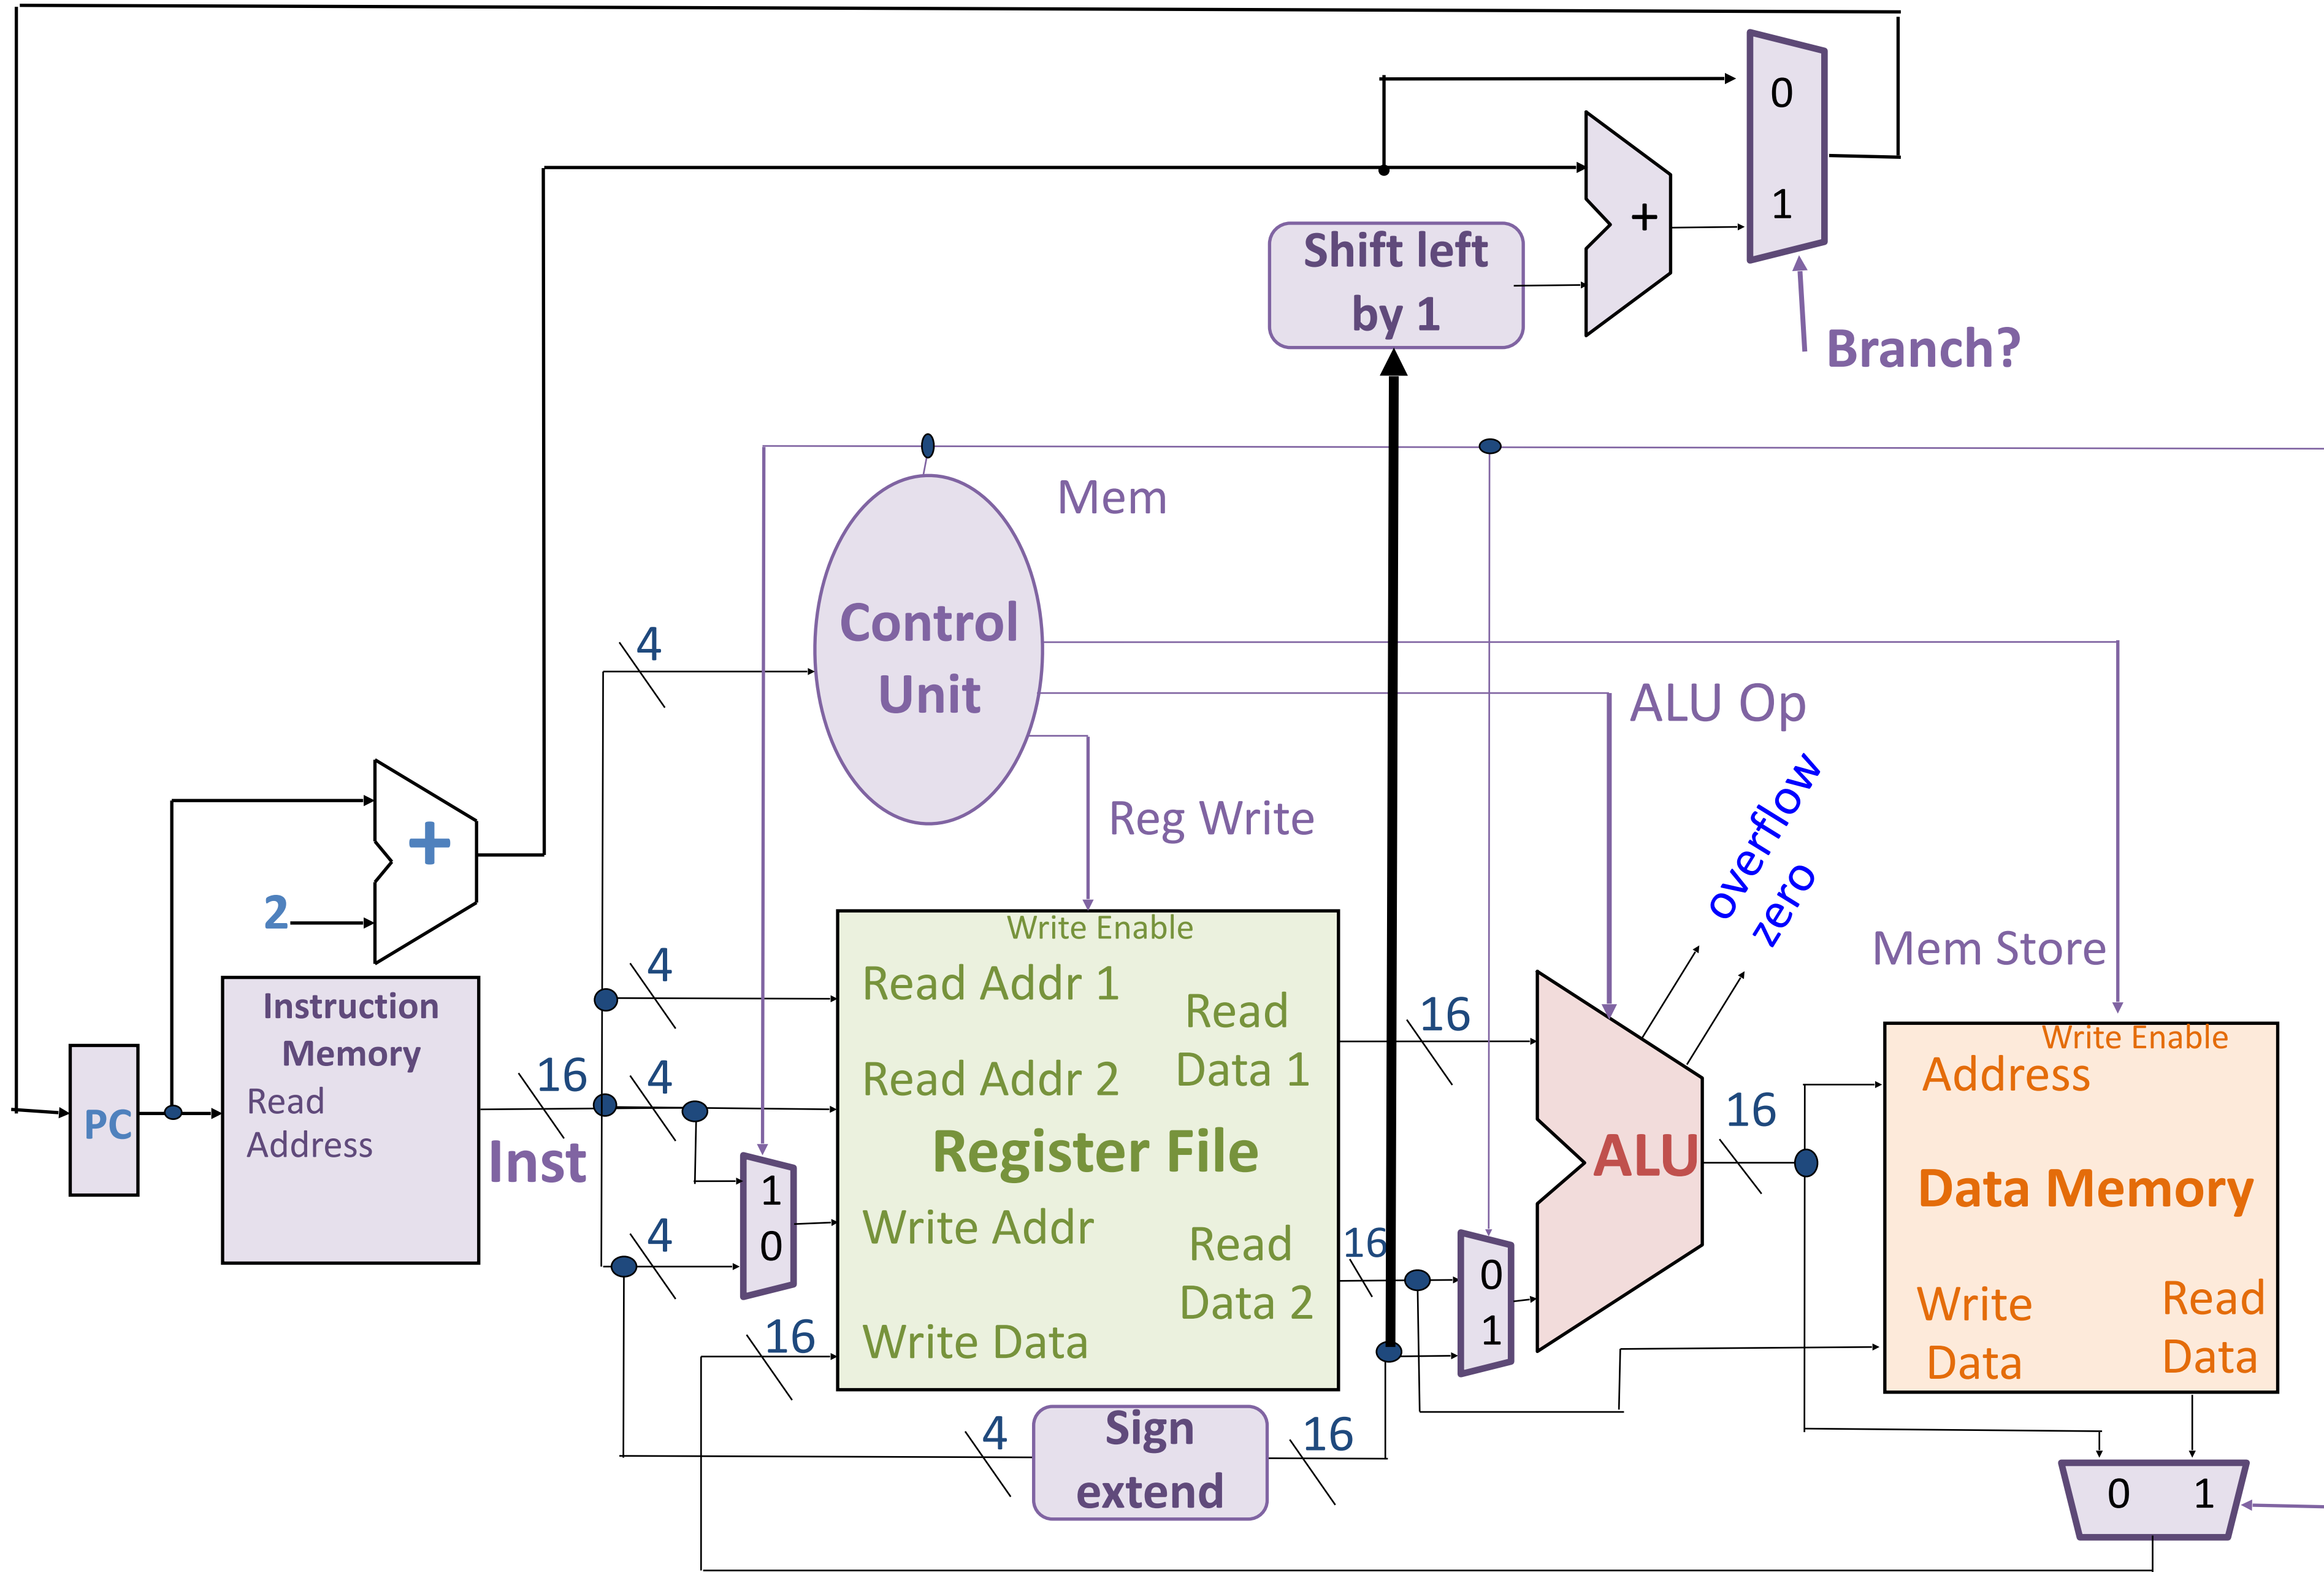 0
1
+
Shift left
by 1
Branch?
Mem
Control
Unit
4
ALU Op
overflow
zero
Reg Write
+
2
Mem Store
Write Enable
4
Read Addr 1
Read
Data 1
16
Instruction
Memory
Read
Address
PC
16
Inst
4
Read Addr 2
Register File
1
0
4
Write Addr
Read
Data 2
16
16
Write Data
0
1
ALU
16
Write Enable
Address
Data Memory
Write
Data
Read
Data
4
Sign
extend
16
0 1